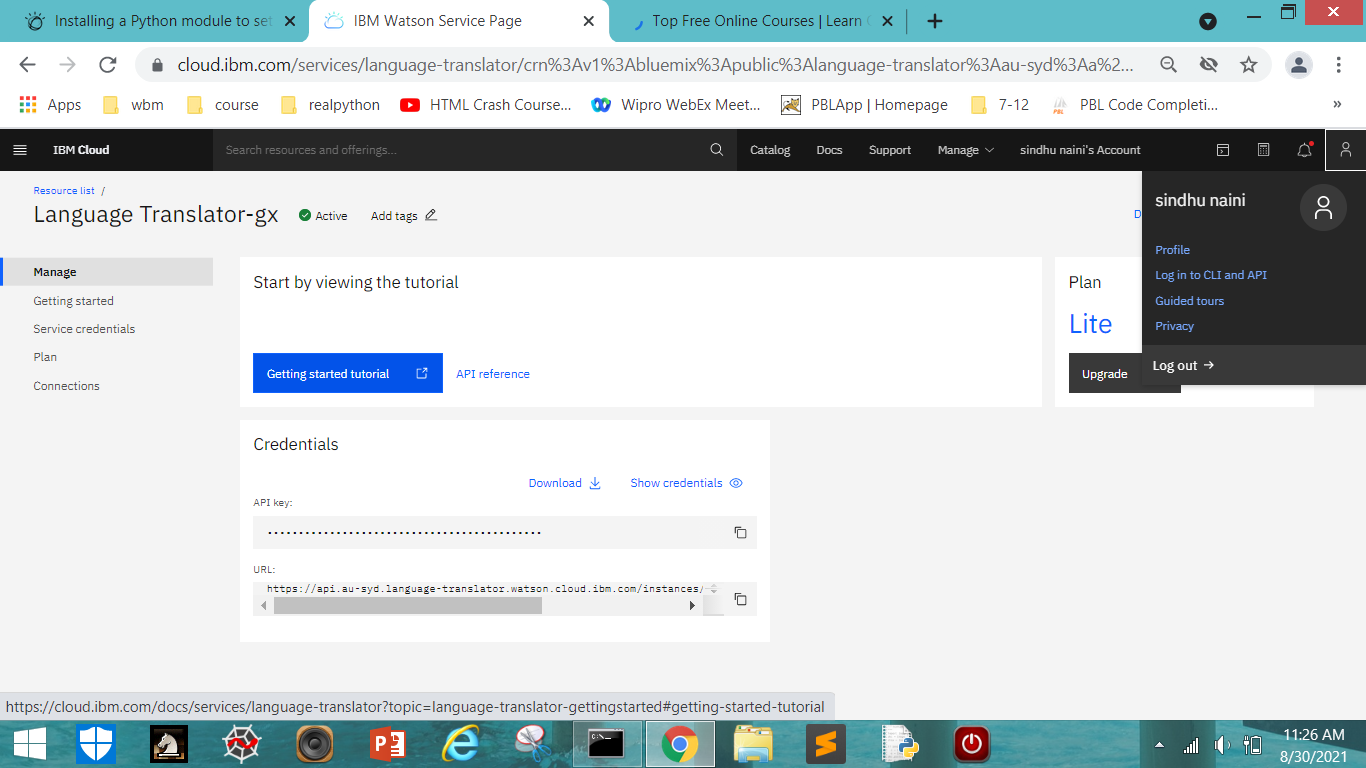 Installing a Python module to set
IBM Watson Service Page
Top Free Online Courses | Learn
cloud.ibm.com/services/language-translator/crn%3Av1%3Abluemix%3Apublic%3Alanguage-translator%3Aau-syd%3Aa%2...
Apps
wbm
course
realpython
HTML Crash Course...
Wipro WebEx Meet...
PBLApp | Homepage
7-12
PBL Code Completi...
»
IBM Cloud
Search resources and offerings...
Catalog
Docs
Support
Manage
sindhu naini's Account
Resource list /
Language Translator-gx
Active
Add tags
D
sindhu naini
Profile
Log in to CLI and API
Guided tours
Privacy
Log out →
Manage
Getting started
Service credentials
Plan
Connections
Start by viewing the tutorial
Getting started tutorial
API reference
Plan
Lite
Upgrade
Credentials
Download
Show credentials
API key:
URL:
https://api.au-syd.language-translator.watson.cloud.ibm.com/instances/
https://cloud.ibm.com/docs/services/language-translator?topic=language-translator-gettingstarted#getting-started-tutorial
11:26 AM
8/30/2021